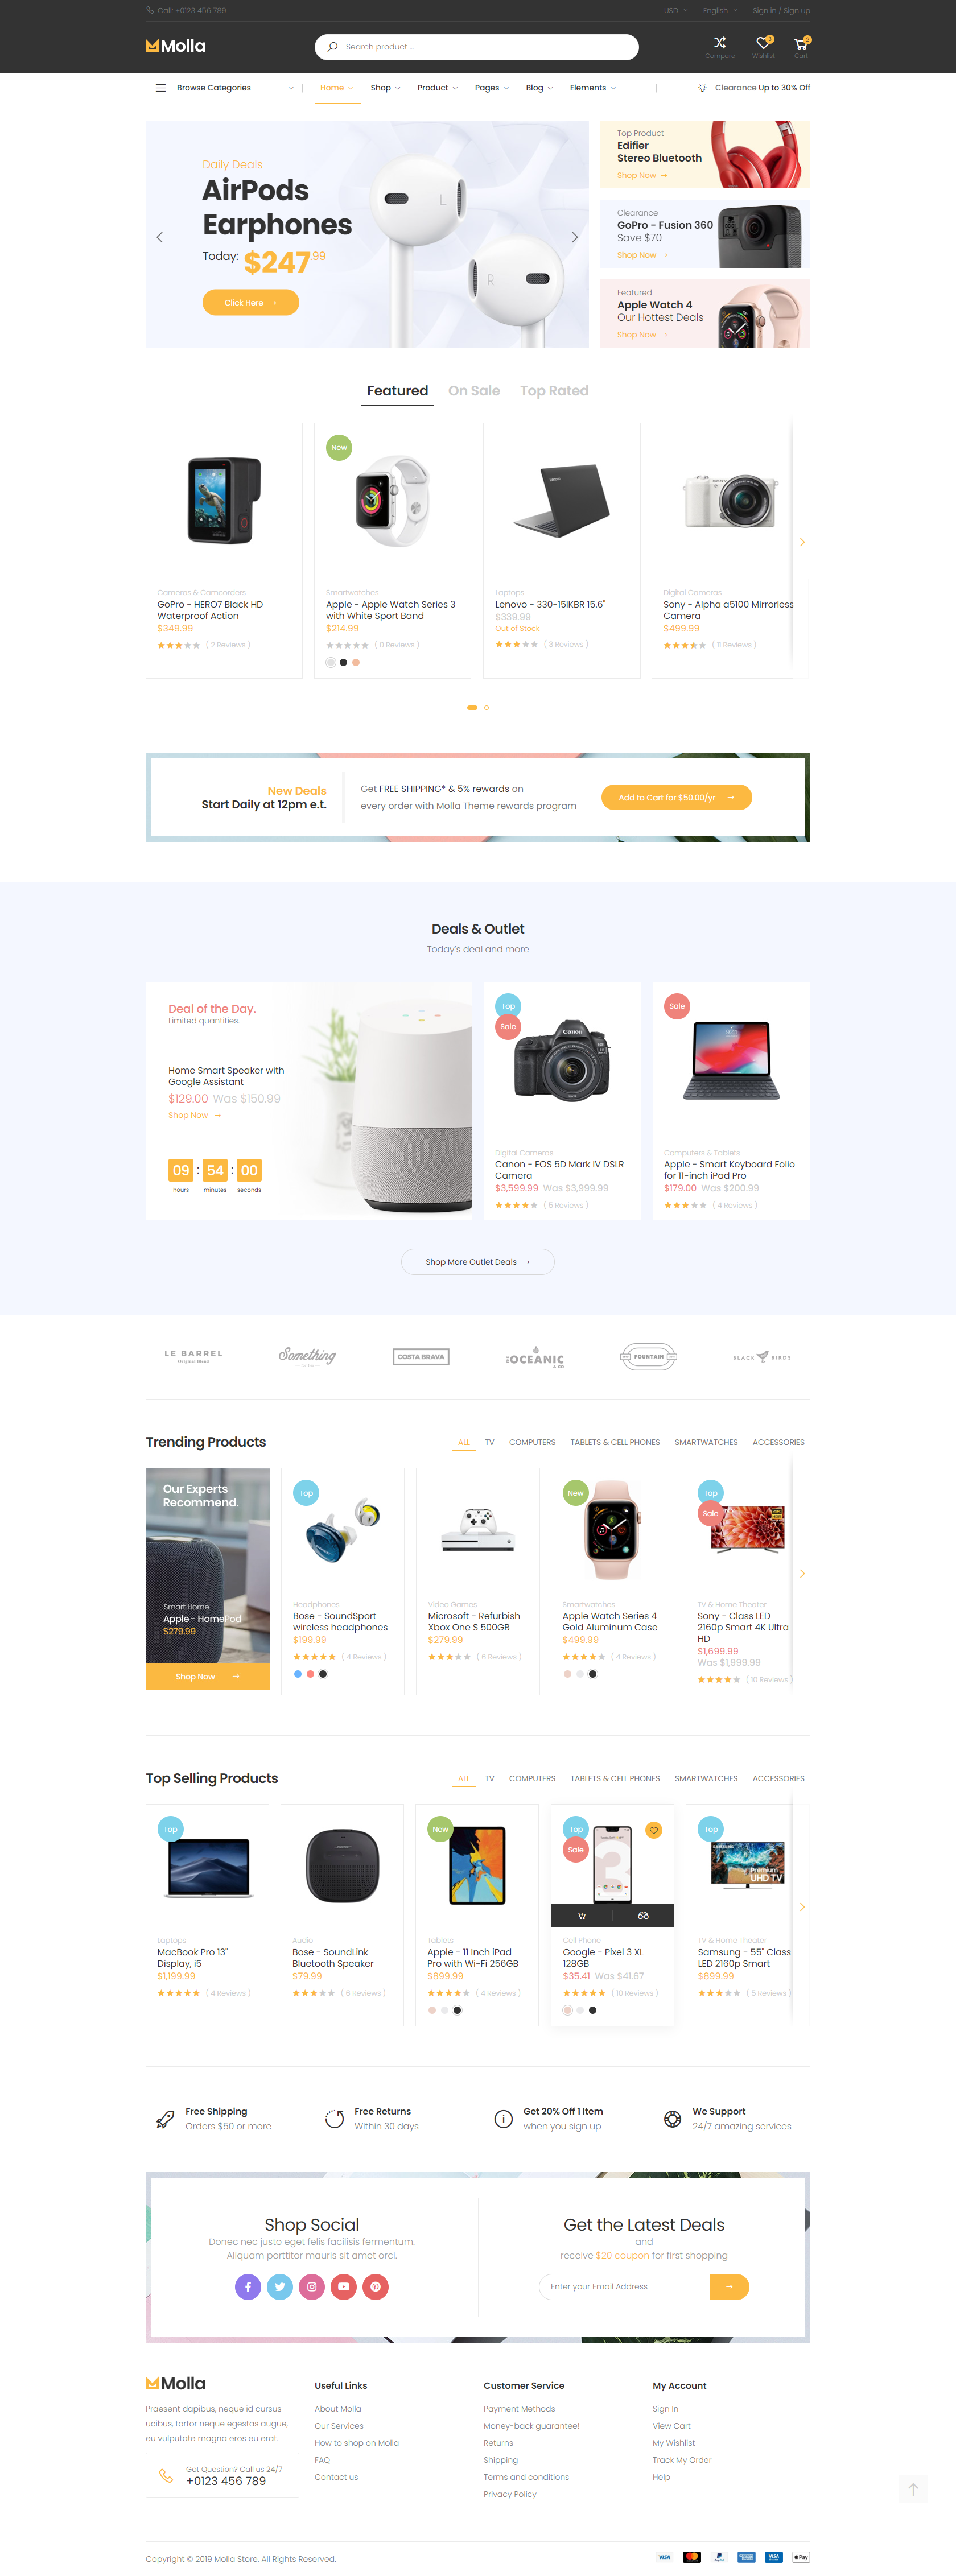 Call: +0123 456 789
USD
English
Sign in / Sign up
Molla
Search product ...
Compare
Wishlist
Cart
Browse Categories
Home
Shop
Product
Pages
Blog
Elements
Clearance Up to 30% Off
Daily Deals
AirPods
Earphones
Today: $247.99
Click Here
L
R
Top Product
Edifier
Stereo Bluetooth
Shop Now
Clearance
GoPro - Fusion 360
Save $70
Shop Now
Featured
Apple Watch 4
Our Hottest Deals
Shop Now
Featured
On Sale
Top Rated
Cameras & Camcorders
GoPro - HERO7 Black HD
Waterproof Action
$349.99
( 2 Reviews )
New
Smartwatches
Apple - Apple Watch Series 3
with White Sport Band
$214.99
( 0 Reviews )
Laptops
Lenovo - 330-15IKBR 15.6"
$339.99
Out of Stock
( 3 Reviews )
Digital Cameras
Sony - Alpha a5100 Mirrorless
Camera
$499.99
( 11 Reviews )
New Deals
Start Daily at 12pm e.t.
Get FREE SHIPPING* & 5% rewards on
every order with Molla Theme rewards program
Add to Cart for $50.00/yr
Deals & Outlet
Today's deal and more
Deal of the Day.
Limited quantities.
Home Smart Speaker with
Google Assistant
$129.00 Was $150.99
Shop Now
09 : 54 : 00
hours minutes seconds
Top
Sale
Canon
Digital Cameras
Canon - EOS 5D Mark IV DSLR
Camera
$3,599.99 Was $3,999.99
( 5 Reviews )
Sale
Computers & Tablets
Apple - Smart Keyboard Folio
for 11-inch iPad Pro
$179.00 Was $200.99
( 4 Reviews )
Shop More Outlet Deals
LE BARREL
Original Blend
Something
COSTA BRAVA
THE OCEANIC
& CO
FOUNTAIN
BLACK BIRDS
Trending Products
ALL
TV
COMPUTERS
TABLETS & CELL PHONES
SMARTWATCHES
ACCESSORIES
Our Experts
Recommend.
Smart Home
Apple - HomePod
$279.99
Shop Now
Top
Headphones
Bose - SoundSport
wireless headphones
$199.99
( 4 Reviews )
Video Games
Microsoft - Refurbish
Xbox One S 500GB
$279.99
( 6 Reviews )
New
Smartwatches
Apple Watch Series 4
Gold Aluminum Case
$499.99
( 4 Reviews )
Top
Sale
TV & Home Theater
Sony - Class LED
2160p Smart 4K Ultra
HD
$1,699.99
Was $1,999.99
( 10 Reviews )
Top Selling Products
ALL
TV
COMPUTERS
TABLETS & CELL PHONES
SMARTWATCHES
ACCESSORIES
Top
Laptops
MacBook Pro 13"
Display, i5
$1,199.99
( 4 Reviews )
Audio
Bose - SoundLink
Bluetooth Speaker
$79.99
( 6 Reviews )
New
Tablets
Apple - 11 Inch iPad
Pro with Wi-Fi 256GB
$899.99
( 4 Reviews )
Top
Sale
Cell Phone
Google - Pixel 3 XL
128GB
$35.41 Was $41.67
( 10 Reviews )
Top
SAMSUNG
Premium
UHD TV
TV & Home Theater
Samsung - 55" Class
LED 2160p Smart
$899.99
( 5 Reviews )
Free Shipping
Orders $50 or more
Free Returns
Within 30 days
Get 20% Off 1 Item
when you sign up
We Support
24/7 amazing services
Shop Social
Donec nec justo eget felis facilisis fermentum.
Aliquam porttitor mauris sit amet orci.
Get the Latest Deals
and
receive $20 coupon for first shopping
Enter your Email Address
Molla
Praesent dapibus, neque id cursus
ucibus, tortor neque egestas augue,
eu vulputate magna eros eu erat.
Got Question? Call us 24/7
+0123 456 789
Useful Links
About Molla
Our Services
How to shop on Molla
FAQ
Contact us
Customer Service
Payment Methods
Money-back guarantee!
Returns
Shipping
Terms and conditions
Privacy Policy
My Account
Sign In
View Cart
My Wishlist
Track My Order
Help
Copyright © 2019 Molla Store. All Rights Reserved.
VISA
PayPal
VISA
Pay